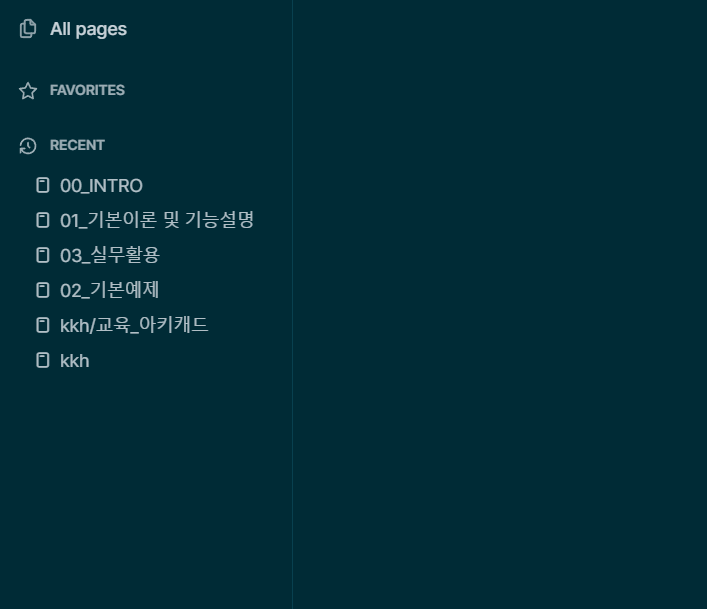 All pages
FAVORITES
RECENT
00_INTRO
01_기본이론 및 기능설명
03_실무활용
02_기본예제
kkh/교육_아키캐드
kkh